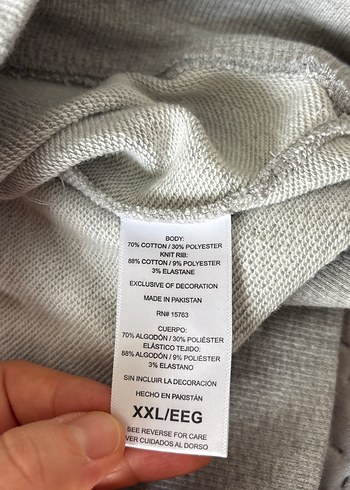 BODY:
70% COTTON / 30% POLYESTER
KNIT RIB:
88% COTTON / 9% POLYESTER
3% ELASTANE
EXCLUSIVE OF DECORATION
MADE IN PAKISTAN
RN# 15763
CUERPO:
70% ALGODÓN / 30% POLIÉSTER
ELÁSTICO TEJIDO:
88% ALGODÓN / 9% POLIÉSTER
3% ELASTANO
SIN INCLUIR LA DECORACIÓN
HECHO EN PAKISTÁN
XXL/EEG
SEE REVERSE FOR CARE
VER CUIDADOS AL DORSO